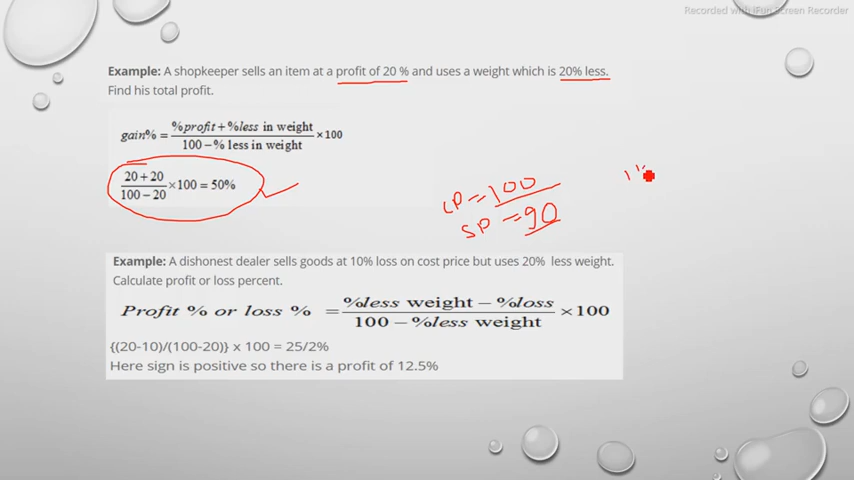 Recorded with iFun Screen Recorder
Example: A shopkeeper sells an item at a profit of 20 % and uses a weight which is 20% less.
Find his total profit.
gain% = %profit + %less in weight / 100 - % less in weight × 100
20 + 20 / 100 - 20 × 100 = 50%
CP = 100
SP = 90
Example: A dishonest dealer sells goods at 10% loss on cost price but uses 20% less weight.
Calculate profit or loss percent.
Profit % or loss % = %less weight - %loss / 100 - %less weight × 100
{(20-10)/(100-20)} x 100 = 25/2%
Here sign is positive so there is a profit of 12.5%